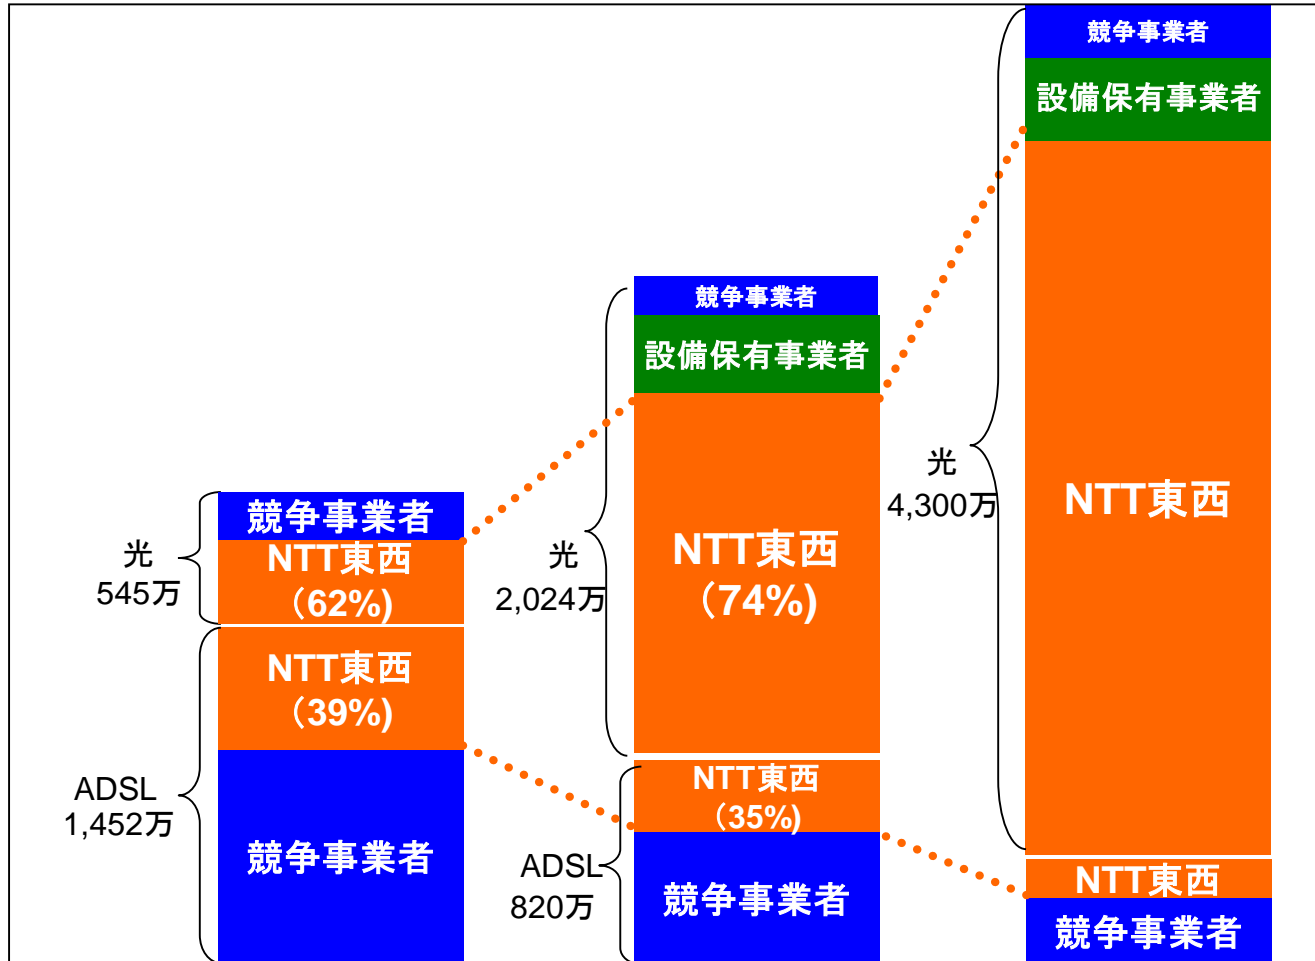 競争事業者
NTT東西
（62%)
光
545万
NTT東西
（39%)
競争事業者
ADSL
1,452万
競争事業者
設備保有事業者
NTT東西
（74%)
光
2,024万
NTT東西
（35%)
競争事業者
ADSL
820万
競争事業者
設備保有事業者
NTT東西
光
4,300万
NTT東西
競争事業者